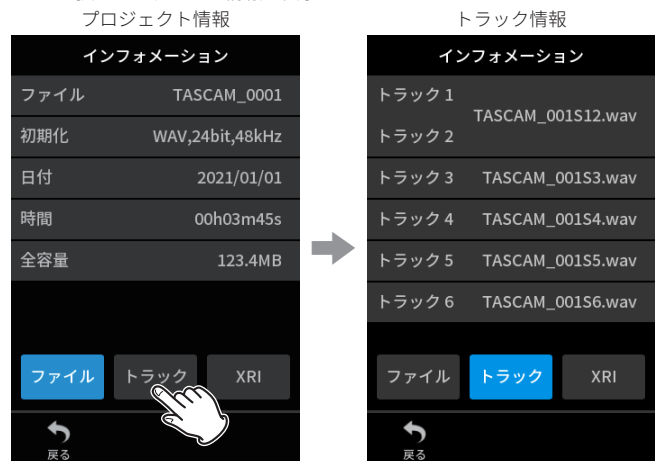 プロジェクト情報
インフォメーション
ファイル TASCAM_0001
初期化 WAV,24bit,48kHz
日付 2021/01/01
時間 00h03m45s
全容量 123.4MB
ファイル トラック XRI
戻る
トラック情報
インフォメーション
トラック 1
TASCAM_001S12.wav
トラック 2
トラック 3 TASCAM_001S3.wav
トラック 4 TASCAM_001S4.wav
トラック 5 TASCAM_001S5.wav
トラック 6 TASCAM_001S6.wav
ファイル トラック XRI
戻る